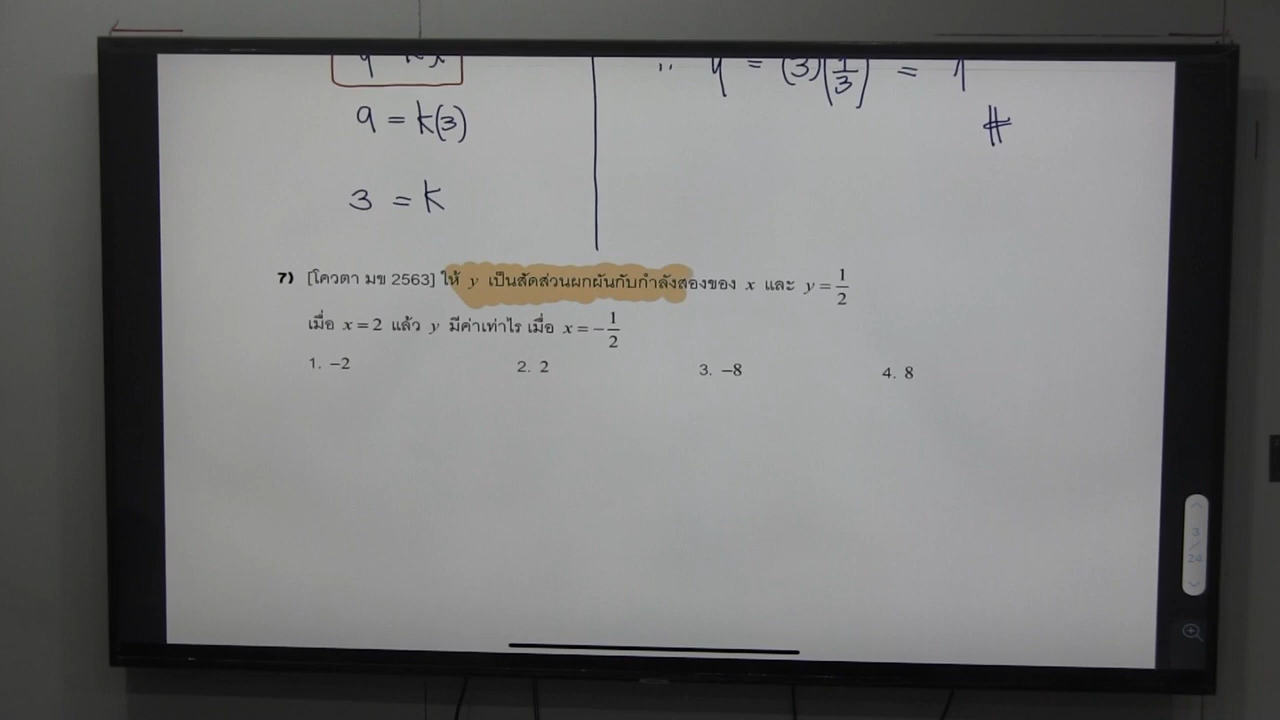 ∴ y = (3)(1/3) = 1
9 = k(3)
#
3 = k
7) [โควตา มข 2563] ให้ y เป็นสัดส่วนผกผันกับกำลังสองของ x และ y = 1/2
เมื่อ x = 2 แล้ว y มีค่าเท่าไร เมื่อ x = −1/2
1. −2 2. 2 3. −8 4. 8
3
24